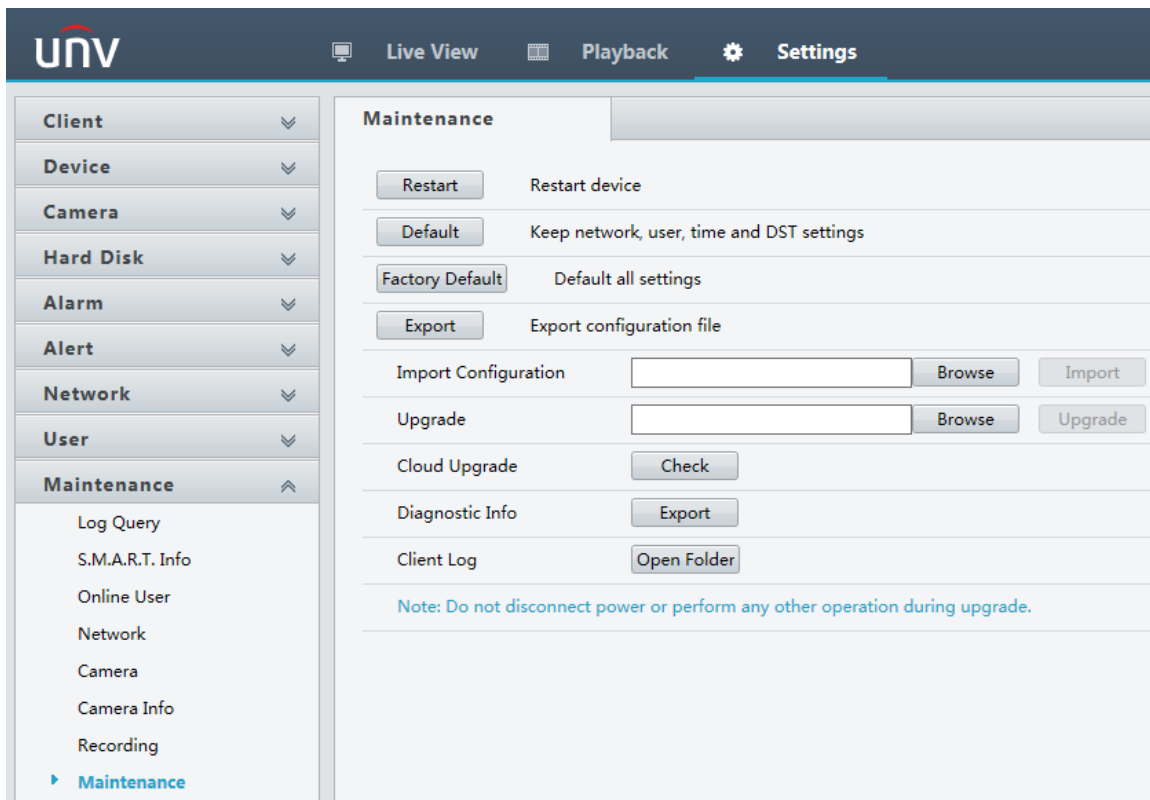 unv
Live View
Playback
Settings
Client
Device
Camera
Hard Disk
Alarm
Alert
Network
User
Maintenance
Log Query
S.M.A.R.T. Info
Online User
Network
Camera
Camera Info
Recording
Maintenance
Maintenance
Restart Restart device
Default Keep network, user, time and DST settings
Factory Default Default all settings
Export Export configuration file
Import Configuration Browse Import
Upgrade Browse Upgrade
Cloud Upgrade Check
Diagnostic Info Export
Client Log Open Folder
Note: Do not disconnect power or perform any other operation during upgrade.